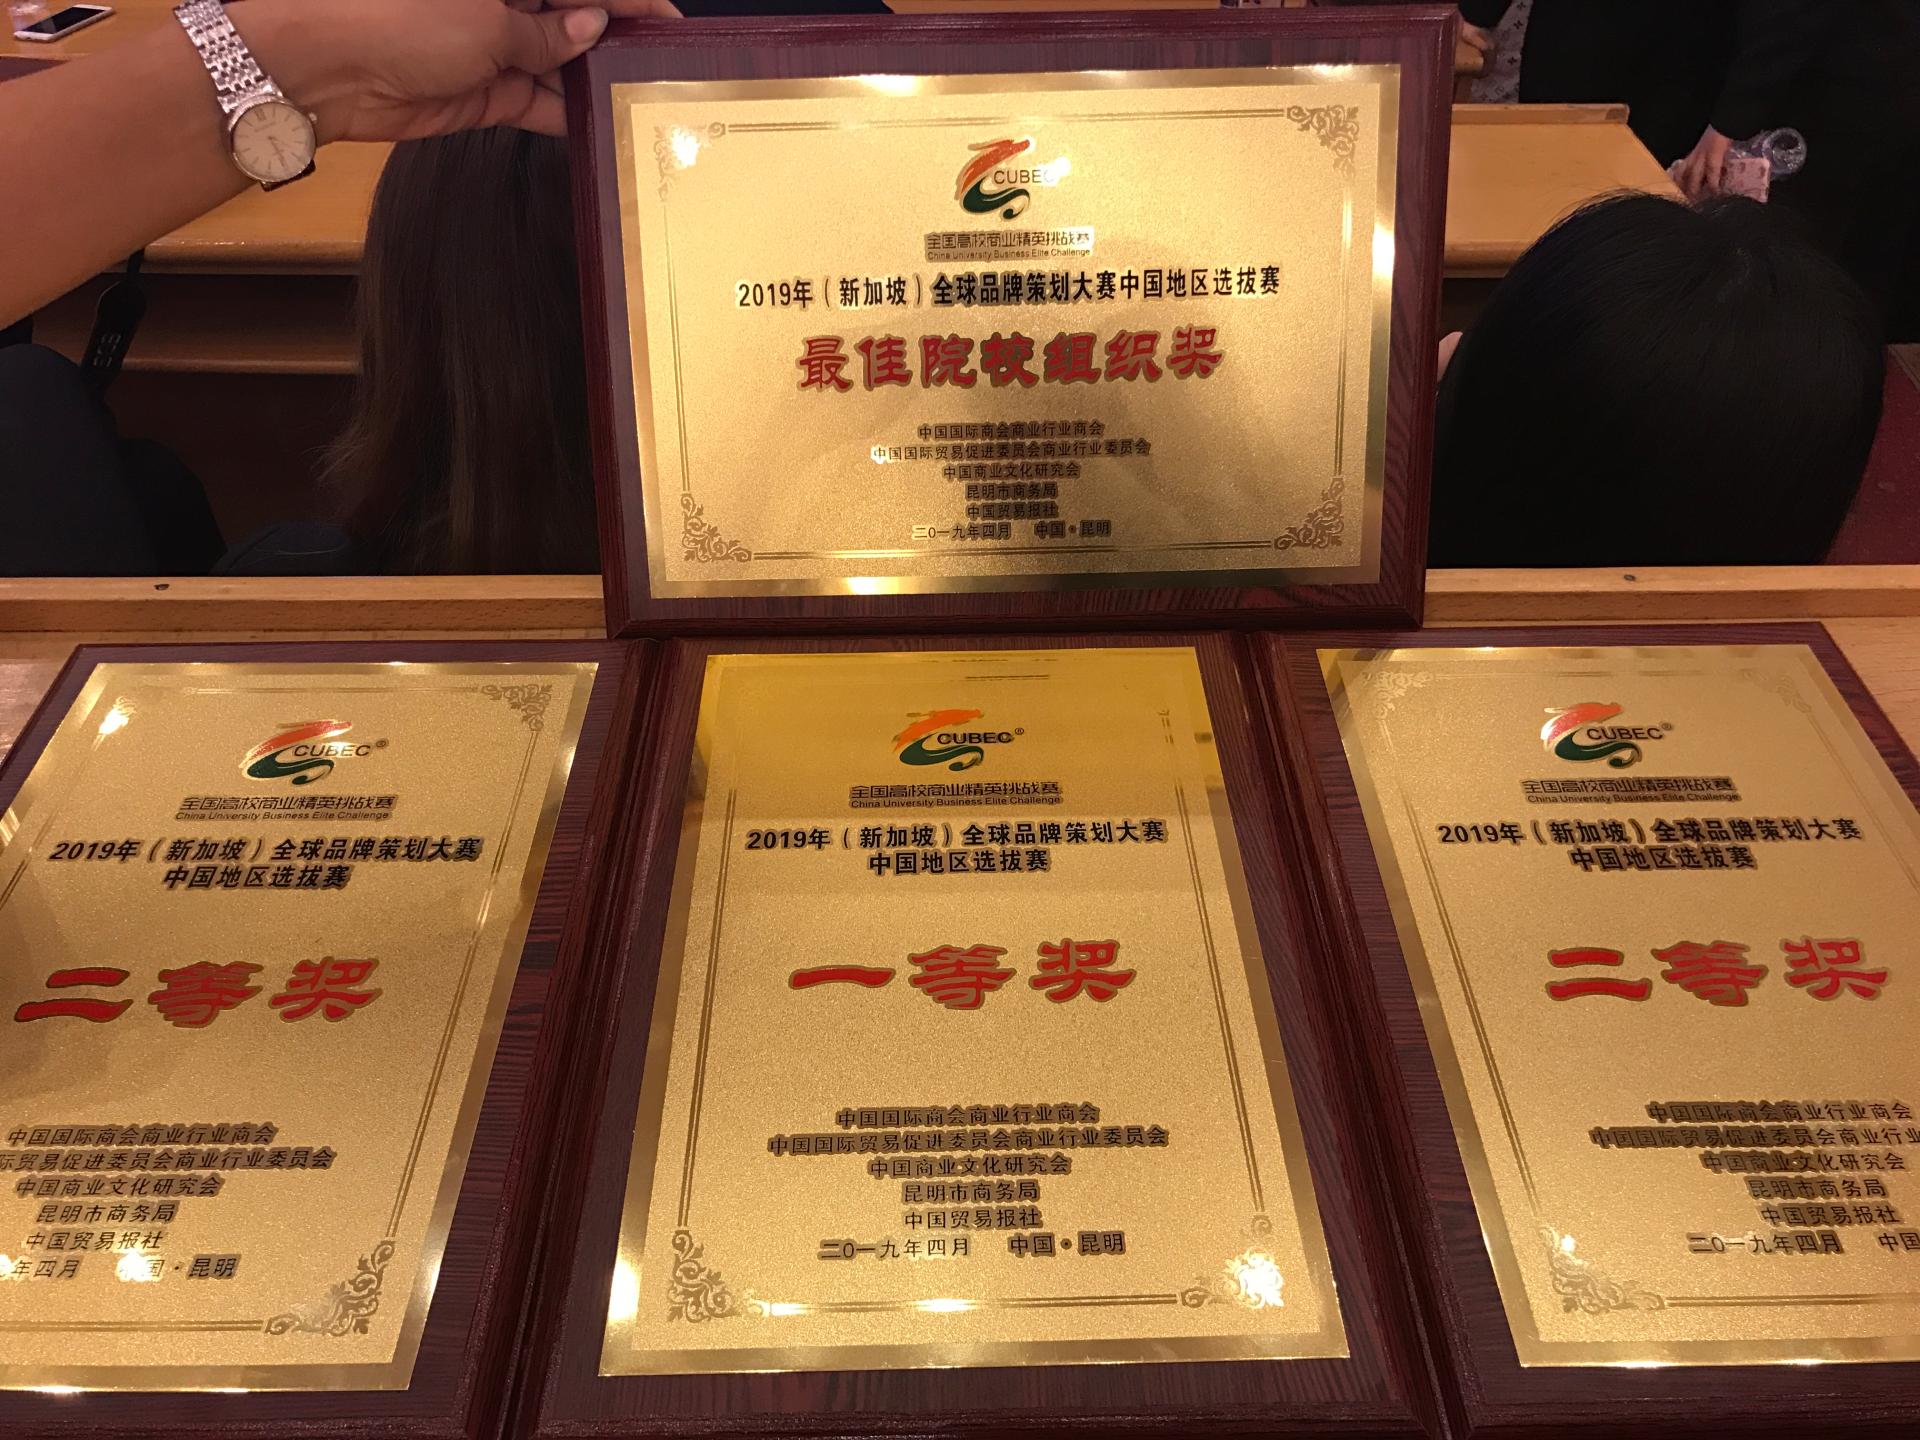 CUBEC
全国高校商业精英挑战赛
China University Business Elite Challenge
2019年（新加坡）全球品牌策划大赛中国地区选拔赛
最佳院校组织奖
中国国际商会商业行业商会
中国国际贸易促进委员会商业行业委员会
中国商业文化研究会
昆明市商务局
中国贸易报社
二0一九年四月 中国·昆明
CUBEC®
全国高校商业精英挑战赛
China University Business Elite Challenge
2019年（新加坡）全球品牌策划大赛
中国地区选拔赛
二等奖
中国国际商会商业行业商会
际贸易促进委员会商业行业委员会
中国商业文化研究会
昆明市商务局
中国贸易报社
年四月 国·昆明
CUBEC®
全国高校商业精英挑战赛
China University Business Elite Challenge
2019年（新加坡）全球品牌策划大赛
中国地区选拔赛
一等奖
中国国际商会商业行业商会
中国国际贸易促进委员会商业行业委员会
中国商业文化研究会
昆明市商务局
中国贸易报社
二0一九年四月 中国·昆明
CUBEC®
全国高校商业精英挑战赛
China University Business Elite Challenge
2019年（新加坡）全球品牌策划大赛
中国地区选拔赛
二等奖
中国国际商会商业行业商会
中国国际贸易促进委员会商业行业
中国商业文化研究会
昆明市商务局
中国贸易报社
二0一九年四月 中国